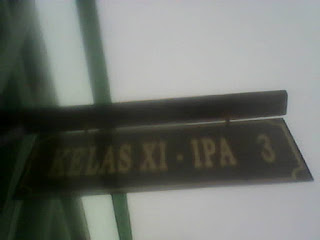 KELAS XI · IPA 3